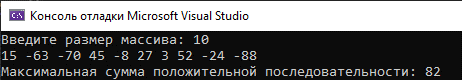 Консоль отладки Microsoft Visual Studio
Введите размер массива: 10
15 -63 -70 45 -8 27 3 52 -24 -88
Максимальная сумма положительной последовательности: 82